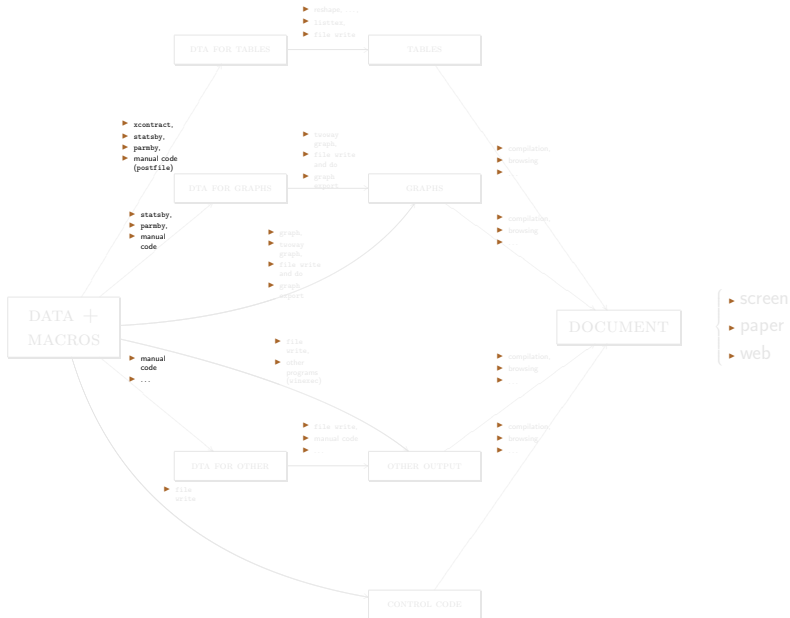 reshape
listtex,
file write
DTA FOR TABLES
TABLES
xcontract,
statsby,
parmby,
manual code
(postfile)
twoway
graph,
file write
and do
graph
export
compilation,
browsing
DTA FOR GRAPHS
GRAPHS
statsby,
parmby,
manual
code
graph,
twoway
graph,
file write
and do
graph
export
compilation,
browsing
DATA +
MACROS
DOCUMENT
screen
paper
web
file
write,
other
programs
manual
code
...
compilation,
browsing
file write,
manual code
compilation,
browsing
DTA FOR OTHER
OTHER OUTPUT
file
write
CONTROL CODE